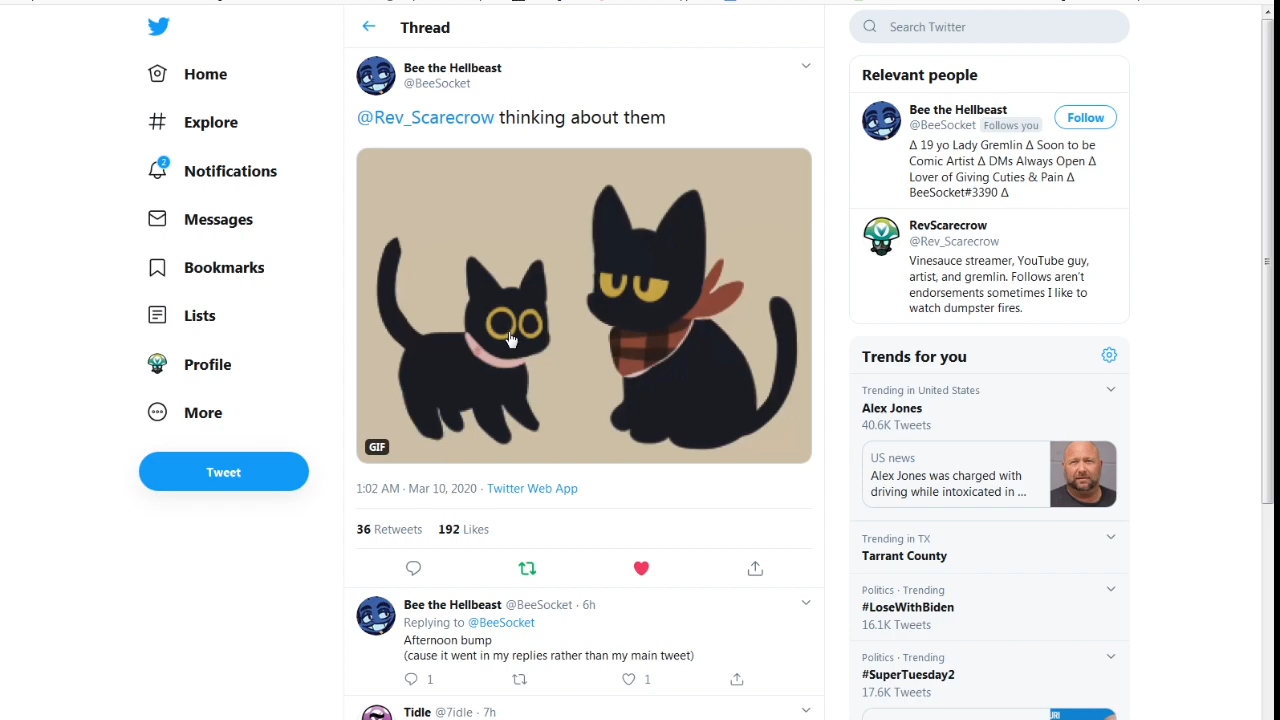 Home
Explore
2
Notifications
Messages
Bookmarks
Lists
Profile
More
Tweet
Thread
Bee the Hellbeast
@BeeSocket
@Rev_Scarecrow thinking about them
GIF
1:02 AM · Mar 10, 2020 · Twitter Web App
36 Retweets 192 Likes
Bee the Hellbeast @BeeSocket · 6h
Replying to @BeeSocket
Afternoon bump
(cause it went in my replies rather than my main tweet)
1
1
Tidle @7idle · 7h
Search Twitter
Relevant people
Bee the Hellbeast
@BeeSocket Follows you
Follow
Δ 19 yo Lady Gremlin Δ Soon to be
Comic Artist Δ DMs Always Open Δ
Lover of Giving Cuties & Pain Δ
BeeSocket#3390 Δ
RevScarecrow
@Rev_Scarecrow
Vinesauce streamer, YouTube guy,
artist, and gremlin. Follows aren't
endorsements sometimes I like to
watch dumpster fires.
Trends for you
Trending in United States
Alex Jones
40.6K Tweets
US news
Alex Jones was charged with
driving while intoxicated in ...
Trending in TX
Tarrant County
Politics · Trending
#LoseWithBiden
16.1K Tweets
Politics · Trending
#SuperTuesday2
17.6K Tweets